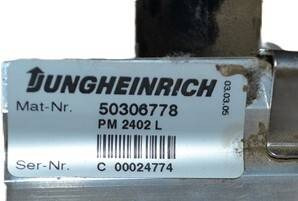 JUNGHEINRICH
03.03.05
Mat-Nr. 50306778
PM 2402 L
Ser-Nr. C 00024774